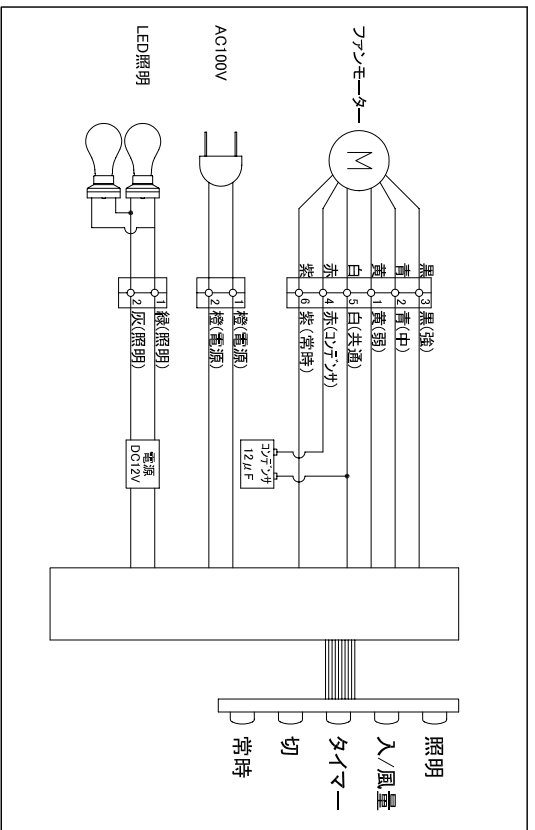 ファンモーター
M
黒
青
黄
白
赤
紫
3
2
1
5
4
6
黒(強)
青(中)
黄(弱)
白(共通)
赤(コンデンサ)
紫(常時)
コンデンサ
12μF
AC100V
1
2
橙(電源)
橙(電源)
LED照明
1
2
緑(照明)
灰(照明)
電源
DC12V
照明
入/風量
タイマー
切
常時